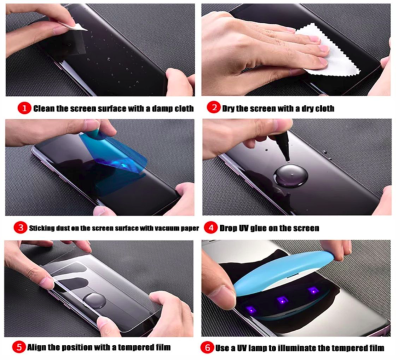 1 Clean the screen surface with a damp cloth
2 Dry the screen with a dry cloth
3 Sticking dust on the screen surface with vacuum paper
4 Drop UV glue on the screen
5 Align the position with a tempered film
6 Use a UV lamp to illuminate the tempered film